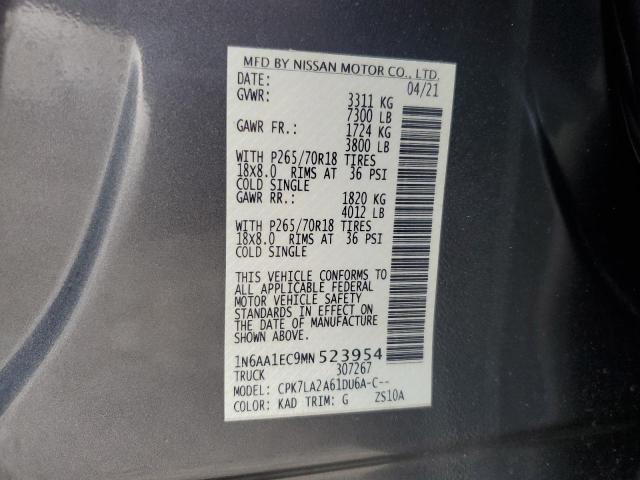 MFD BY NISSAN MOTOR CO., LTD.
DATE: 04/21
GVWR: 3311 KG
7300 LB
GAWR FR.: 1724 KG
3800 LB
WITH P265/70R18 TIRES
18X8.0 RIMS AT 36 PSI
COLD SINGLE
GAWR RR.: 1820 KG
4012 LB
WITH P265/70R18 TIRES
18X8.0 RIMS AT 36 PSI
COLD SINGLE
THIS VEHICLE CONFORMS TO
ALL APPLICABLE FEDERAL
MOTOR VEHICLE SAFETY
STANDARDS IN EFFECT ON
THE DATE OF MANUFACTURE
SHOWN ABOVE.
1N6AA1EC9MN523954
TRUCK 307267
MODEL: CPK7LA2A61DU6A-C--
COLOR: KAD TRIM: G ZS10A